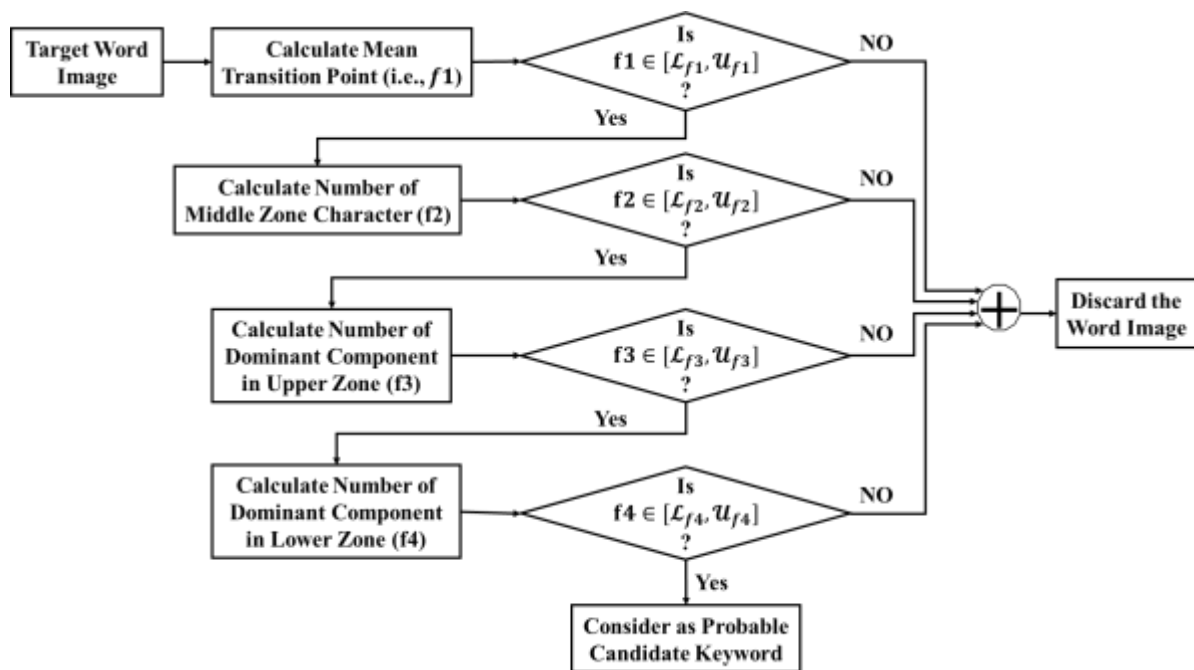 Target Word
Image
Calculate Mean
Transition Point (i.e., f1)
Is
f1 ∈ [ℒf1, 𝒰f1]
?
NO
Yes
Calculate Number of
Middle Zone Character (f2)
Is
f2 ∈ [ℒf2, 𝒰f2]
?
NO
Yes
Calculate Number of
Dominant Component
in Upper Zone (f3)
Is
f3 ∈ [ℒf3, 𝒰f3]
?
NO
Yes
Calculate Number of
Dominant Component
in Lower Zone (f4)
Is
f4 ∈ [ℒf4, 𝒰f4]
?
NO
Yes
Consider as Probable
Candidate Keyword
Discard the
Word Image